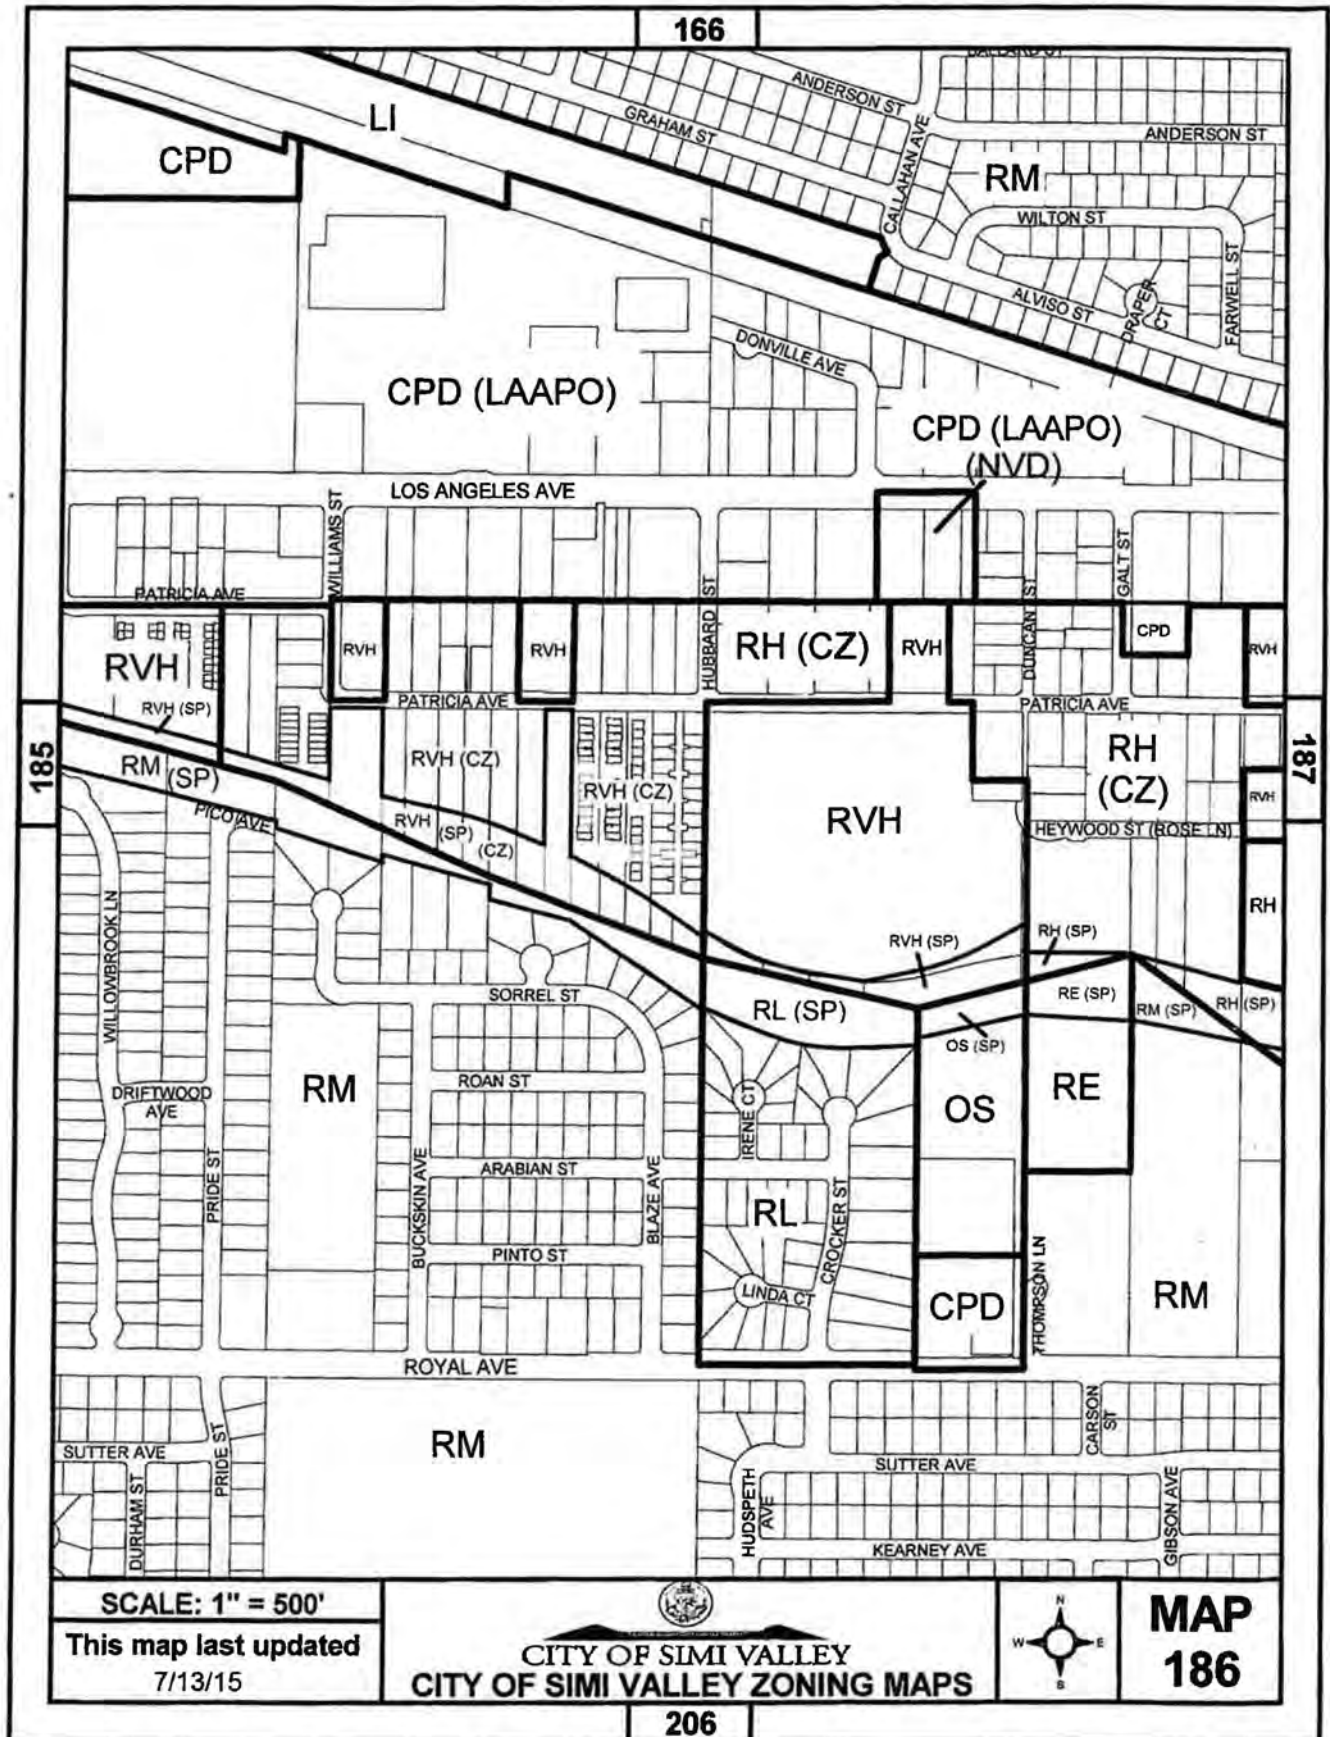 166
BALLARD ST
ANDERSON ST
LI
GRAHAM ST
ANDERSON ST
CPD
CALLAHAN AVE
RM
WILTON ST
FARWELL ST
ALVISO ST
DRAPER
CT
DONVILLE AVE
CPD (LAAPO)
CPD (LAAPO)
(NVD)
LOS ANGELES AVE
WILLIAMS ST
GALT ST
PATRICIA AVE
HUBBARD ST
DUNCAN ST
RVH
RVH
RVH
RH (CZ)
RVH
CPD
RVH
PATRICIA AVE
PATRICIA AVE
RVH (SP)
185
RM (SP)
RVH (CZ)
RVH (CZ)
RH
(CZ)
187
RVH
PICO AVE
RVH
(SP)
(CZ)
RVH
HEYWOOD ST (ROSE LN)
WILLOWBROOK LN
RH
RVH (SP)
RH (SP)
SORREL ST
RL (SP)
RE (SP)
RM (SP)
RH (SP)
OS (SP)
RM
ROAN ST
DRIFTWOOD
AVE
IRENE CT
OS
RE
PRIDE ST
BUCKSKIN AVE
ARABIAN ST
BLAZE AVE
RL
CROCKER ST
PINTO ST
LINDA CT
CPD
THOMPSON LN
RM
ROYAL AVE
SUTTER AVE
PRIDE ST
RM
CARSON
ST
SUTTER AVE
DURHAM ST
HUDSPETH
AVE
GIBSON AVE
KEARNEY AVE
SCALE: 1" = 500'
This map last updated
7/13/15
CITY OF SIMI VALLEY
CITY OF SIMI VALLEY ZONING MAPS
N
W
E
S
MAP
186
206